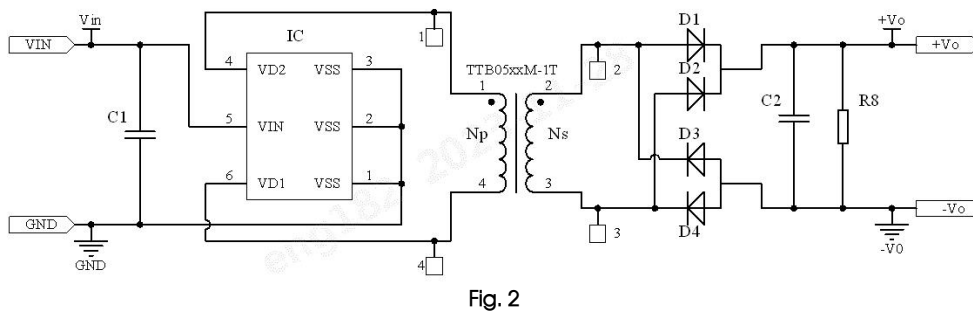 Vin
VIN
IC
1
4 VD2 VSS 3
TTB05xxM-1T
D1
2
D2
+Vo
+Vo
C1
5 VIN VSS 2
1 2
Np Ns
C2 R8
D3
6 VD1 VSS 1
4 3
GND
GND
4
3
D4
-Vo
-V0
Fig. 2